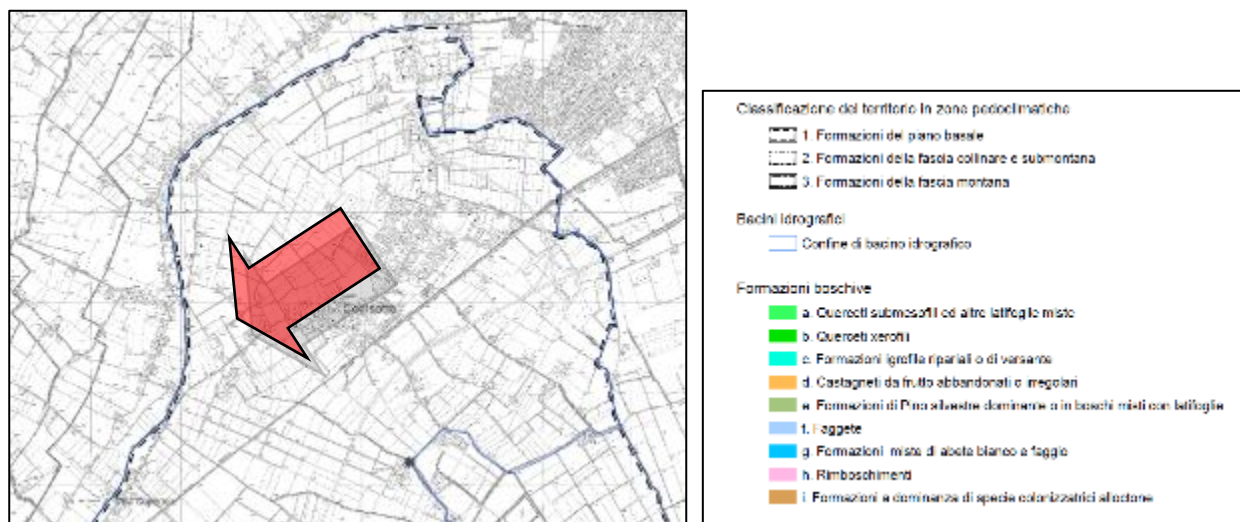 Classificazione del territorio in zone pedoclimatiche
1. Formazioni del piano basale
2. Formazioni della fascia collinare e submontana
3. Formazioni della fascia montana
Bacini idrografici
Confine di bacino idrografico
Formazioni boschive
a. Querceti submesofili ed altre latifoglie miste
b. Querceti xerofili
c. Formazioni igrofile ripariali o di versante
d. Castagneti da frutto abbandonati o irregolari
e. Formazioni di Pino silvestre dominante o in boschi misti con latifoglie
f. Faggete
g. Formazioni miste di abete bianco e faggio
h. Rimboschimenti
i. Formazioni a dominanza di specie colonizzatrici alloctone